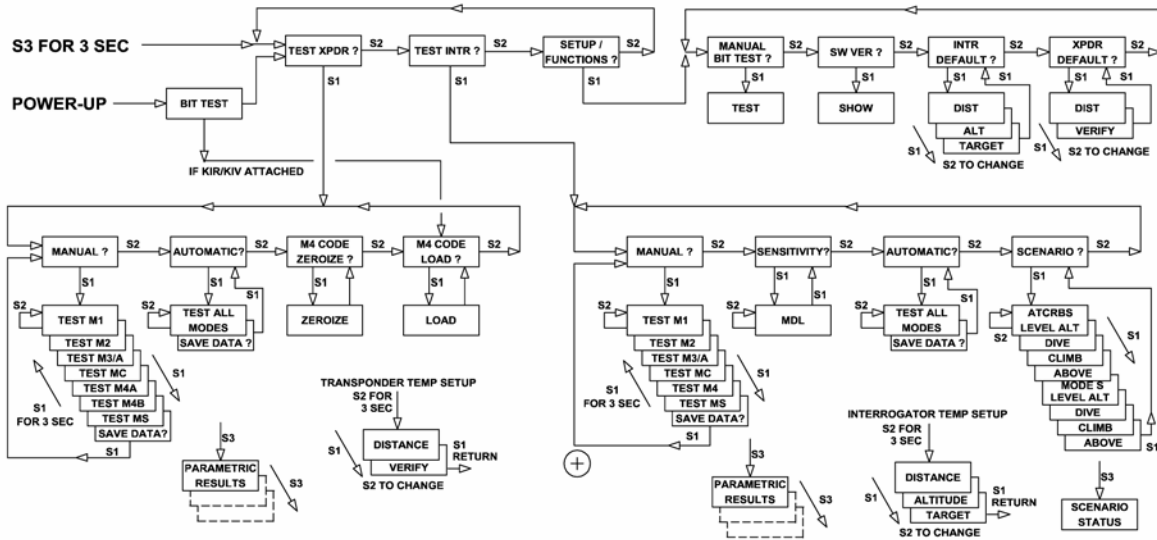 S3 FOR 3 SEC
TEST XPDR ?
S2
TEST INTR ?
S2
SETUP /
FUNCTIONS ?
S2
S1
S1
S1
POWER-UP
BIT TEST
IF KIR/KIV ATTACHED
MANUAL
BIT TEST ?
S2
SW VER ?
S2
INTR
DEFAULT ?
S2
XPDR
DEFAULT ?
S2
S1
S1
S1
S1
S1
S1
TEST
SHOW
DIST
ALT
TARGET
S1
S2 TO CHANGE
DIST
VERIFY
S1
S2 TO CHANGE
MANUAL ?
S2
AUTOMATIC?
S2
M4 CODE
ZEROIZE ?
S2
M4 CODE
LOAD ?
S2
S1
S1
S1
S1
S1
S2
TEST M1
TEST M2
TEST M3/A
TEST MC
TEST M4A
TEST M4B
TEST MS
SAVE DATA?
S1
FOR 3 SEC
S1
S1
S2
TEST ALL
MODES
SAVE DATA ?
ZEROIZE
LOAD
S3
PARAMETRIC
RESULTS
S3
TRANSPONDER TEMP SETUP
S2 FOR
3 SEC
DISTANCE
VERIFY
S1
S1
RETURN
S2 TO CHANGE
MANUAL ?
S2
SENSITIVITY?
S2
AUTOMATIC?
S2
SCENARIO ?
S2
S1
S1
S1
S1
S1
S1
S2
TEST M1
TEST M2
TEST M3/A
TEST MC
TEST M4
TEST MS
SAVE DATA ?
S1
FOR 3 SEC
S1
S1
S2
MDL
S2
TEST ALL
MODES
SAVE DATA ?
S2
ATCRBS
LEVEL ALT
DIVE
CLIMB
ABOVE
MODE S
LEVEL ALT
DIVE
CLIMB
ABOVE
S1
S1
S3
PARAMETRIC
RESULTS
S3
INTERROGATOR TEMP SETUP
S2 FOR
3 SEC
DISTANCE
ALTITUDE
TARGET
S1
S1
RETURN
S2 TO CHANGE
S3
SCENARIO
STATUS